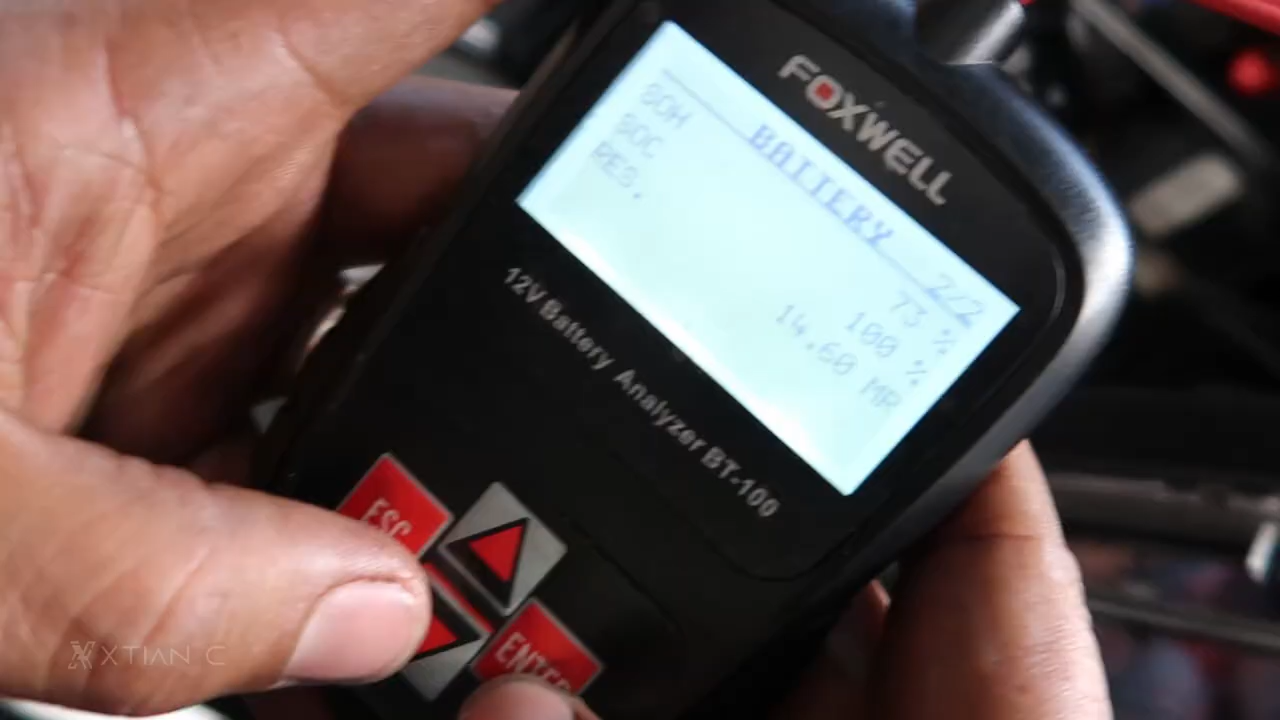 FOXWELL
BATTERY 2/2
SOH 73 %
SOC 100 %
RES. 14.60 MR
12V Battery Analyzer BT-100
ESC
ENTER
XTIAN C